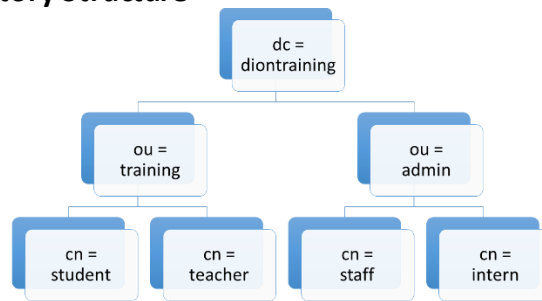 dc =
diontraining
ou =
training
ou =
admin
cn =
student
cn =
teacher
cn =
staff
cn =
intern